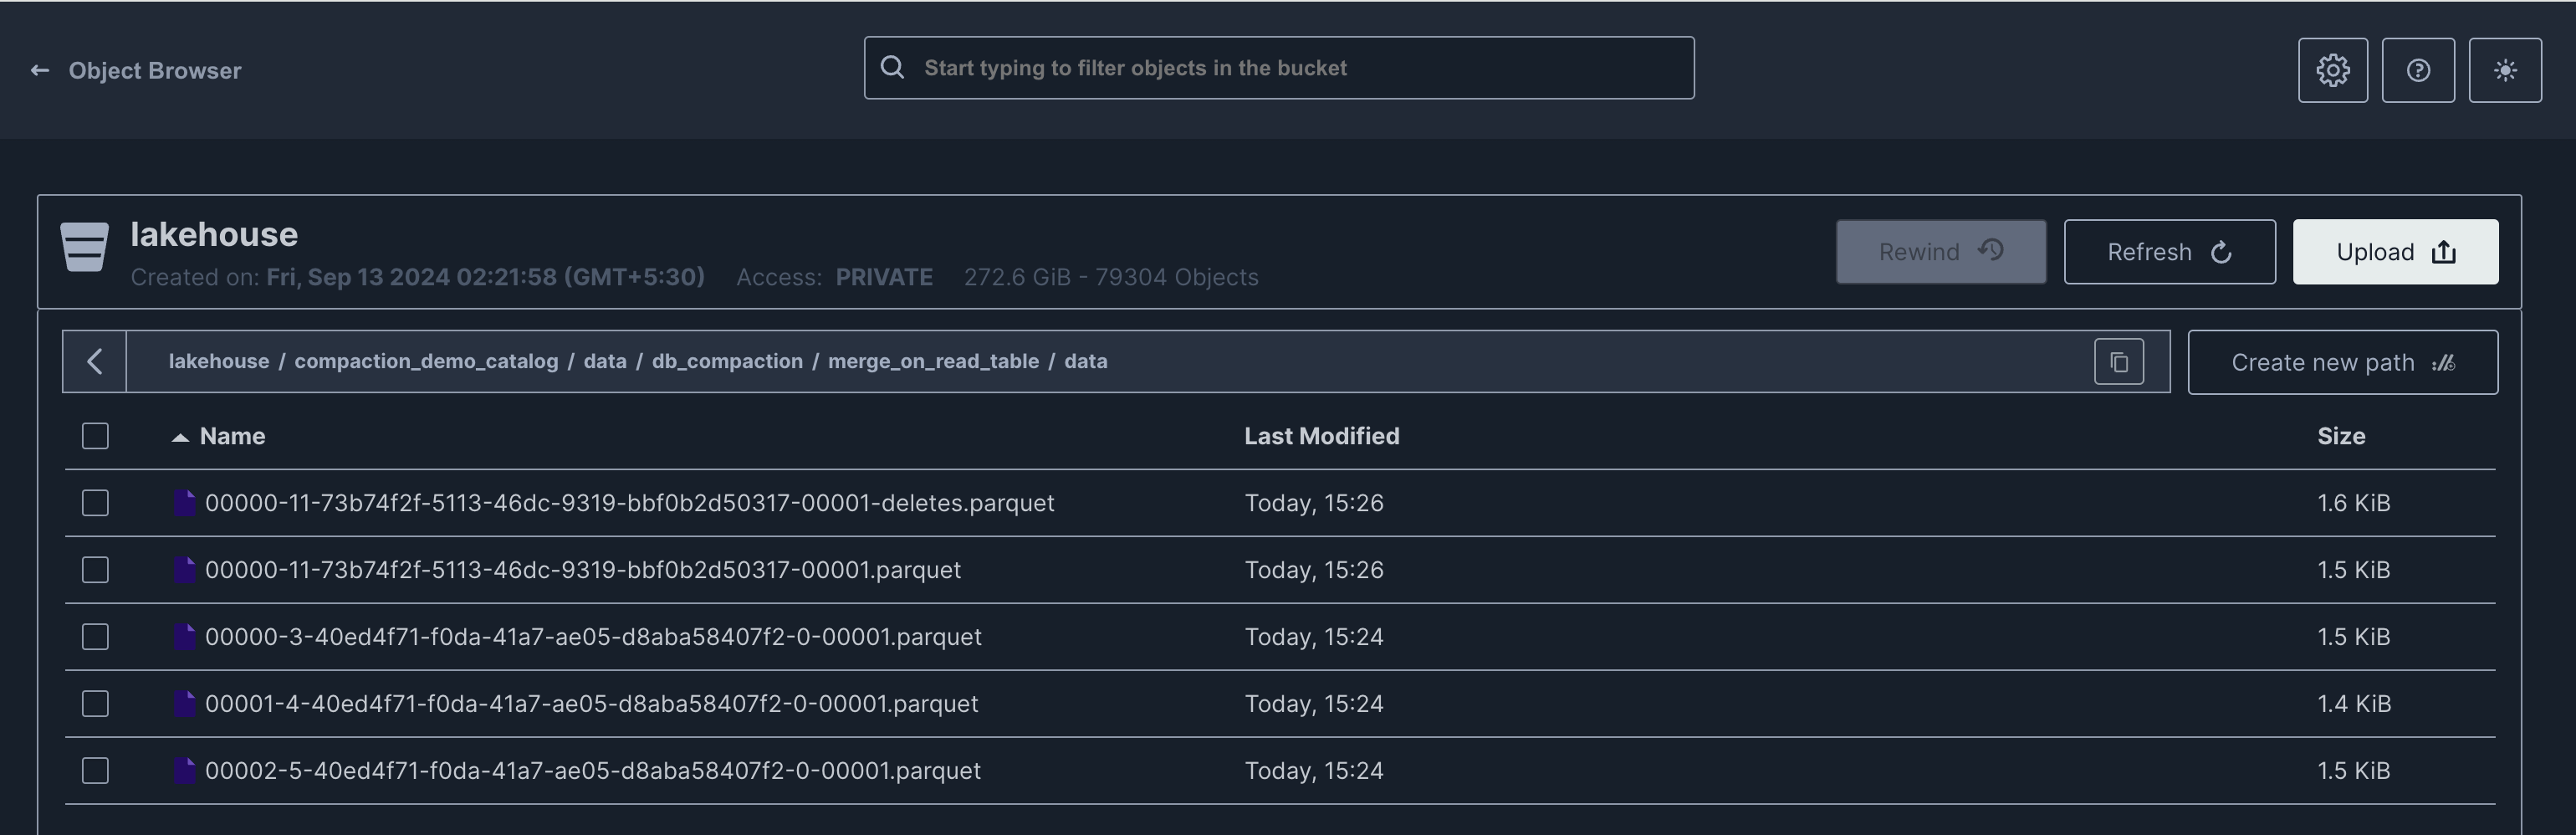 Object Browser
Start typing to filter objects in the bucket
lakehouse
Created on: Fri, Sep 13 2024 02:21:58 (GMT+5:30) Access: PRIVATE 272.6 GiB - 79304 Objects
Rewind
Refresh
Upload
lakehouse / compaction_demo_catalog / data / db_compaction / merge_on_read_table / data
Create new path
Name Last Modified Size
00000-11-73b74f2f-5113-46dc-9319-bbf0b2d50317-00001-deletes.parquet Today, 15:26 1.6 KiB
00000-11-73b74f2f-5113-46dc-9319-bbf0b2d50317-00001.parquet Today, 15:26 1.5 KiB
00000-3-40ed4f71-f0da-41a7-ae05-d8aba58407f2-0-00001.parquet Today, 15:24 1.5 KiB
00001-4-40ed4f71-f0da-41a7-ae05-d8aba58407f2-0-00001.parquet Today, 15:24 1.4 KiB
00002-5-40ed4f71-f0da-41a7-ae05-d8aba58407f2-0-00001.parquet Today, 15:24 1.5 KiB